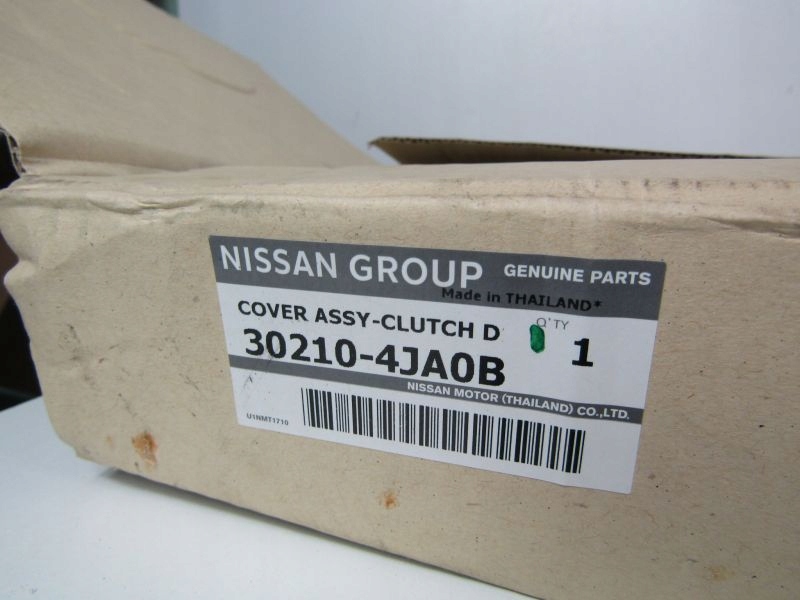 NISSAN GROUP GENUINE PARTS
Made in THAILAND*
COVER ASSY-CLUTCH D
Q'TY
30210-4JA0B
1
NISSAN MOTOR (THAILAND) CO.,LTD.
U1NMT1710